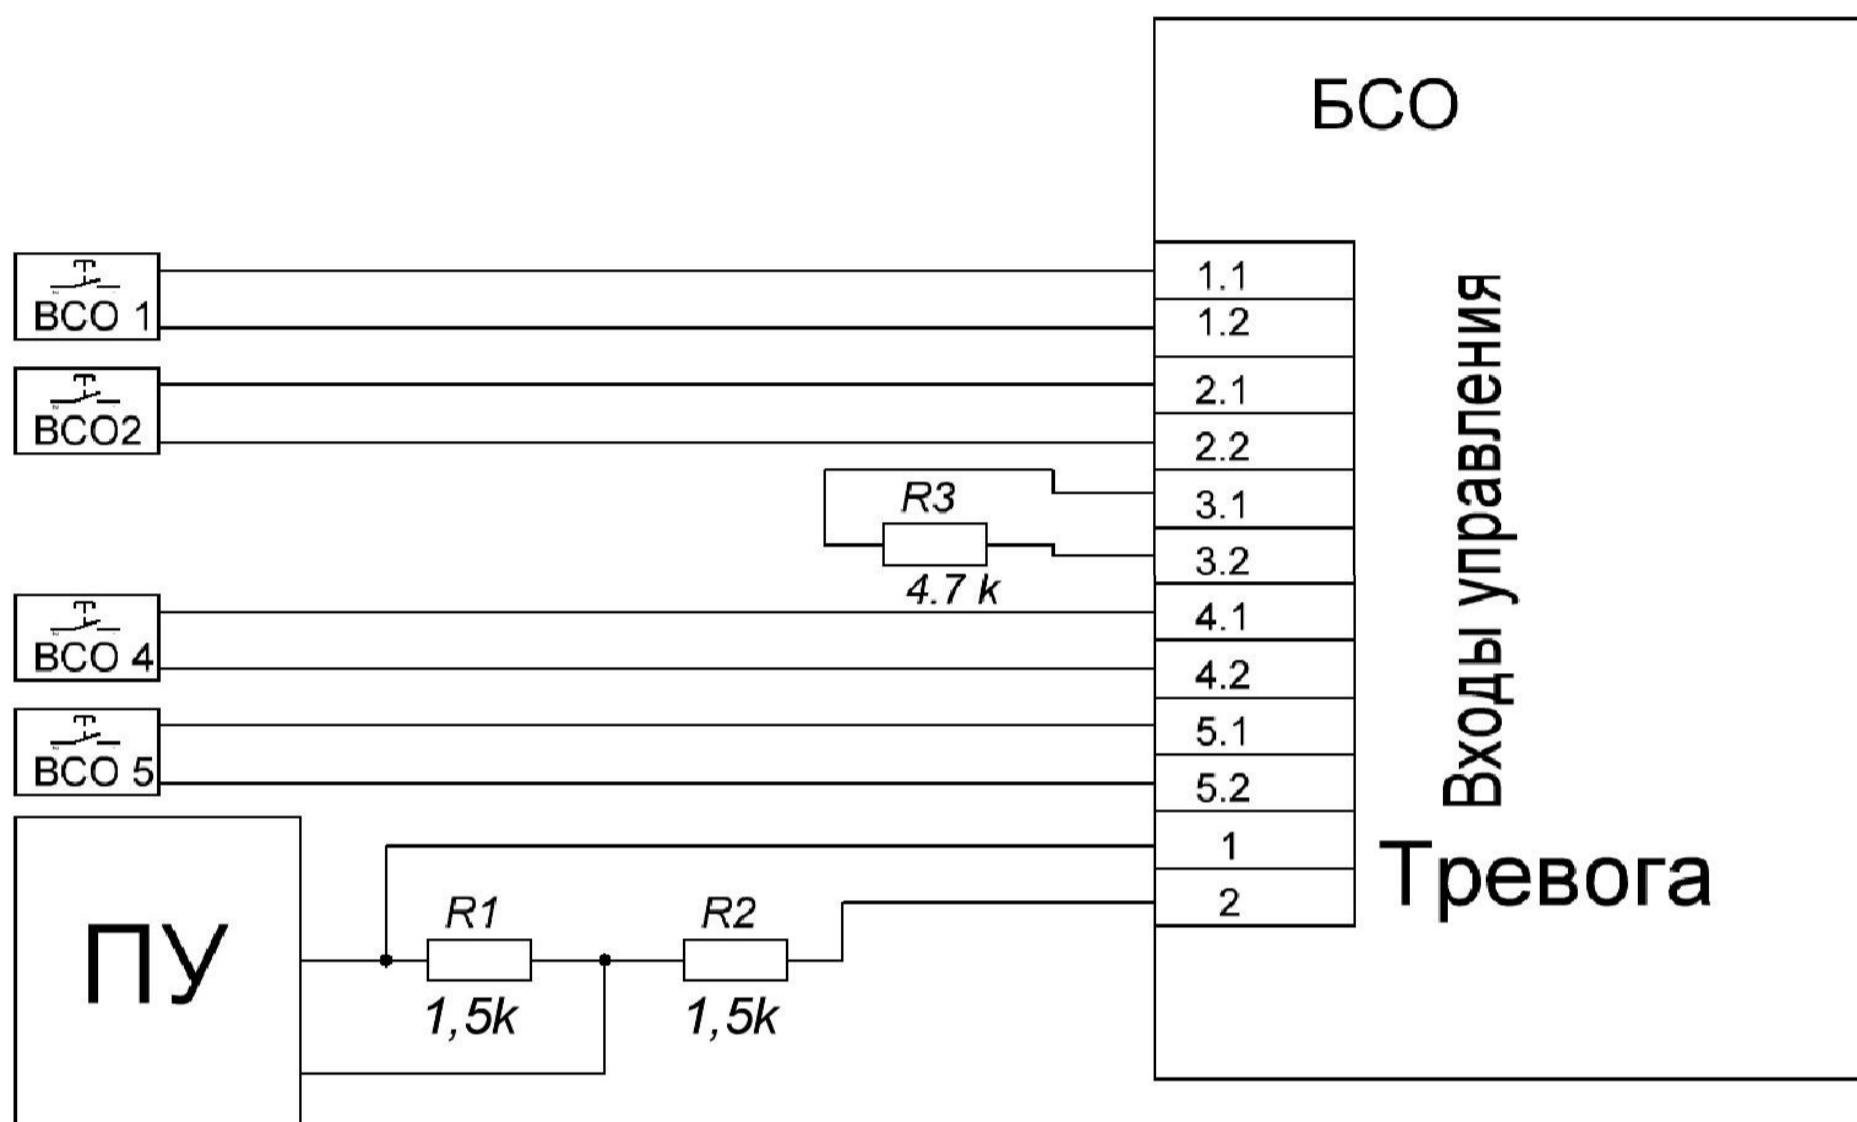 БСО
ВСО 1
1.1
1.2
ВСО2
2.1
2.2
R3
4.7 k
3.1
3.2
ВСО 4
4.1
4.2
ВСО 5
5.1
5.2
Входы управления
1
2
Тревога
ПУ
R1
1,5k
R2
1,5k